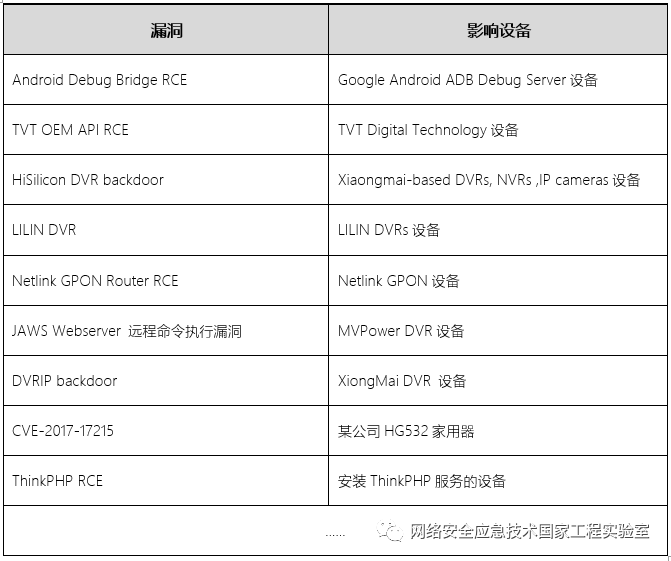 漏洞 影响设备
Android Debug Bridge RCE Google Android ADB Debug Server 设备
TVT OEM API RCE TVT Digital Technology 设备
HiSilicon DVR backdoor Xiaongmai-based DVRs, NVRs ,IP cameras 设备
LILIN DVR LILIN DVRs 设备
Netlink GPON Router RCE Netlink GPON 设备
JAWS Webserver 远程命令执行漏洞 MVPower DVR 设备
DVRIP backdoor XiongMai DVR 设备
CVE-2017-17215 某公司 HG532 家用器
ThinkPHP RCE 安装 ThinkPHP 服务的设备
...... 网络安全应急技术国家工程实验室